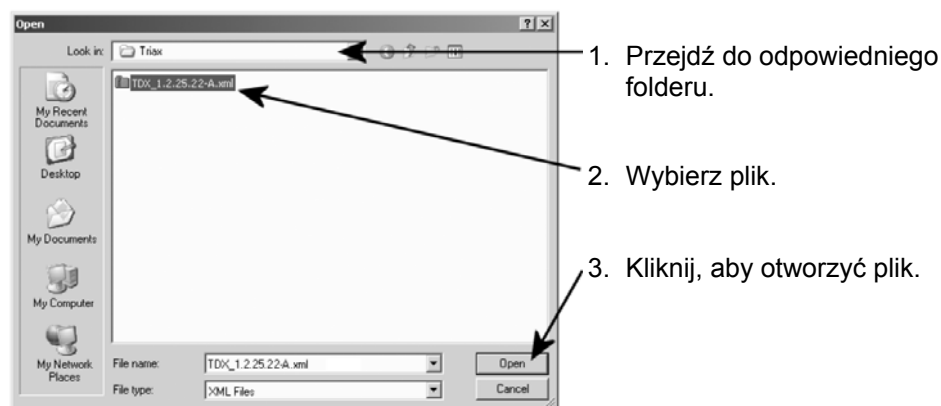 Open
Look in:
Triax
TDX_1.2.25.22-A.xml
My Recent
Documents
Desktop
My Documents
My Computer
My Network
Places
File name:
TDX_1.2.25.22-A.xml
Open
File type:
XML Files
Cancel
1. Przejdź do odpowiedniego
folderu.
2. Wybierz plik.
3. Kliknij, aby otworzyć plik.